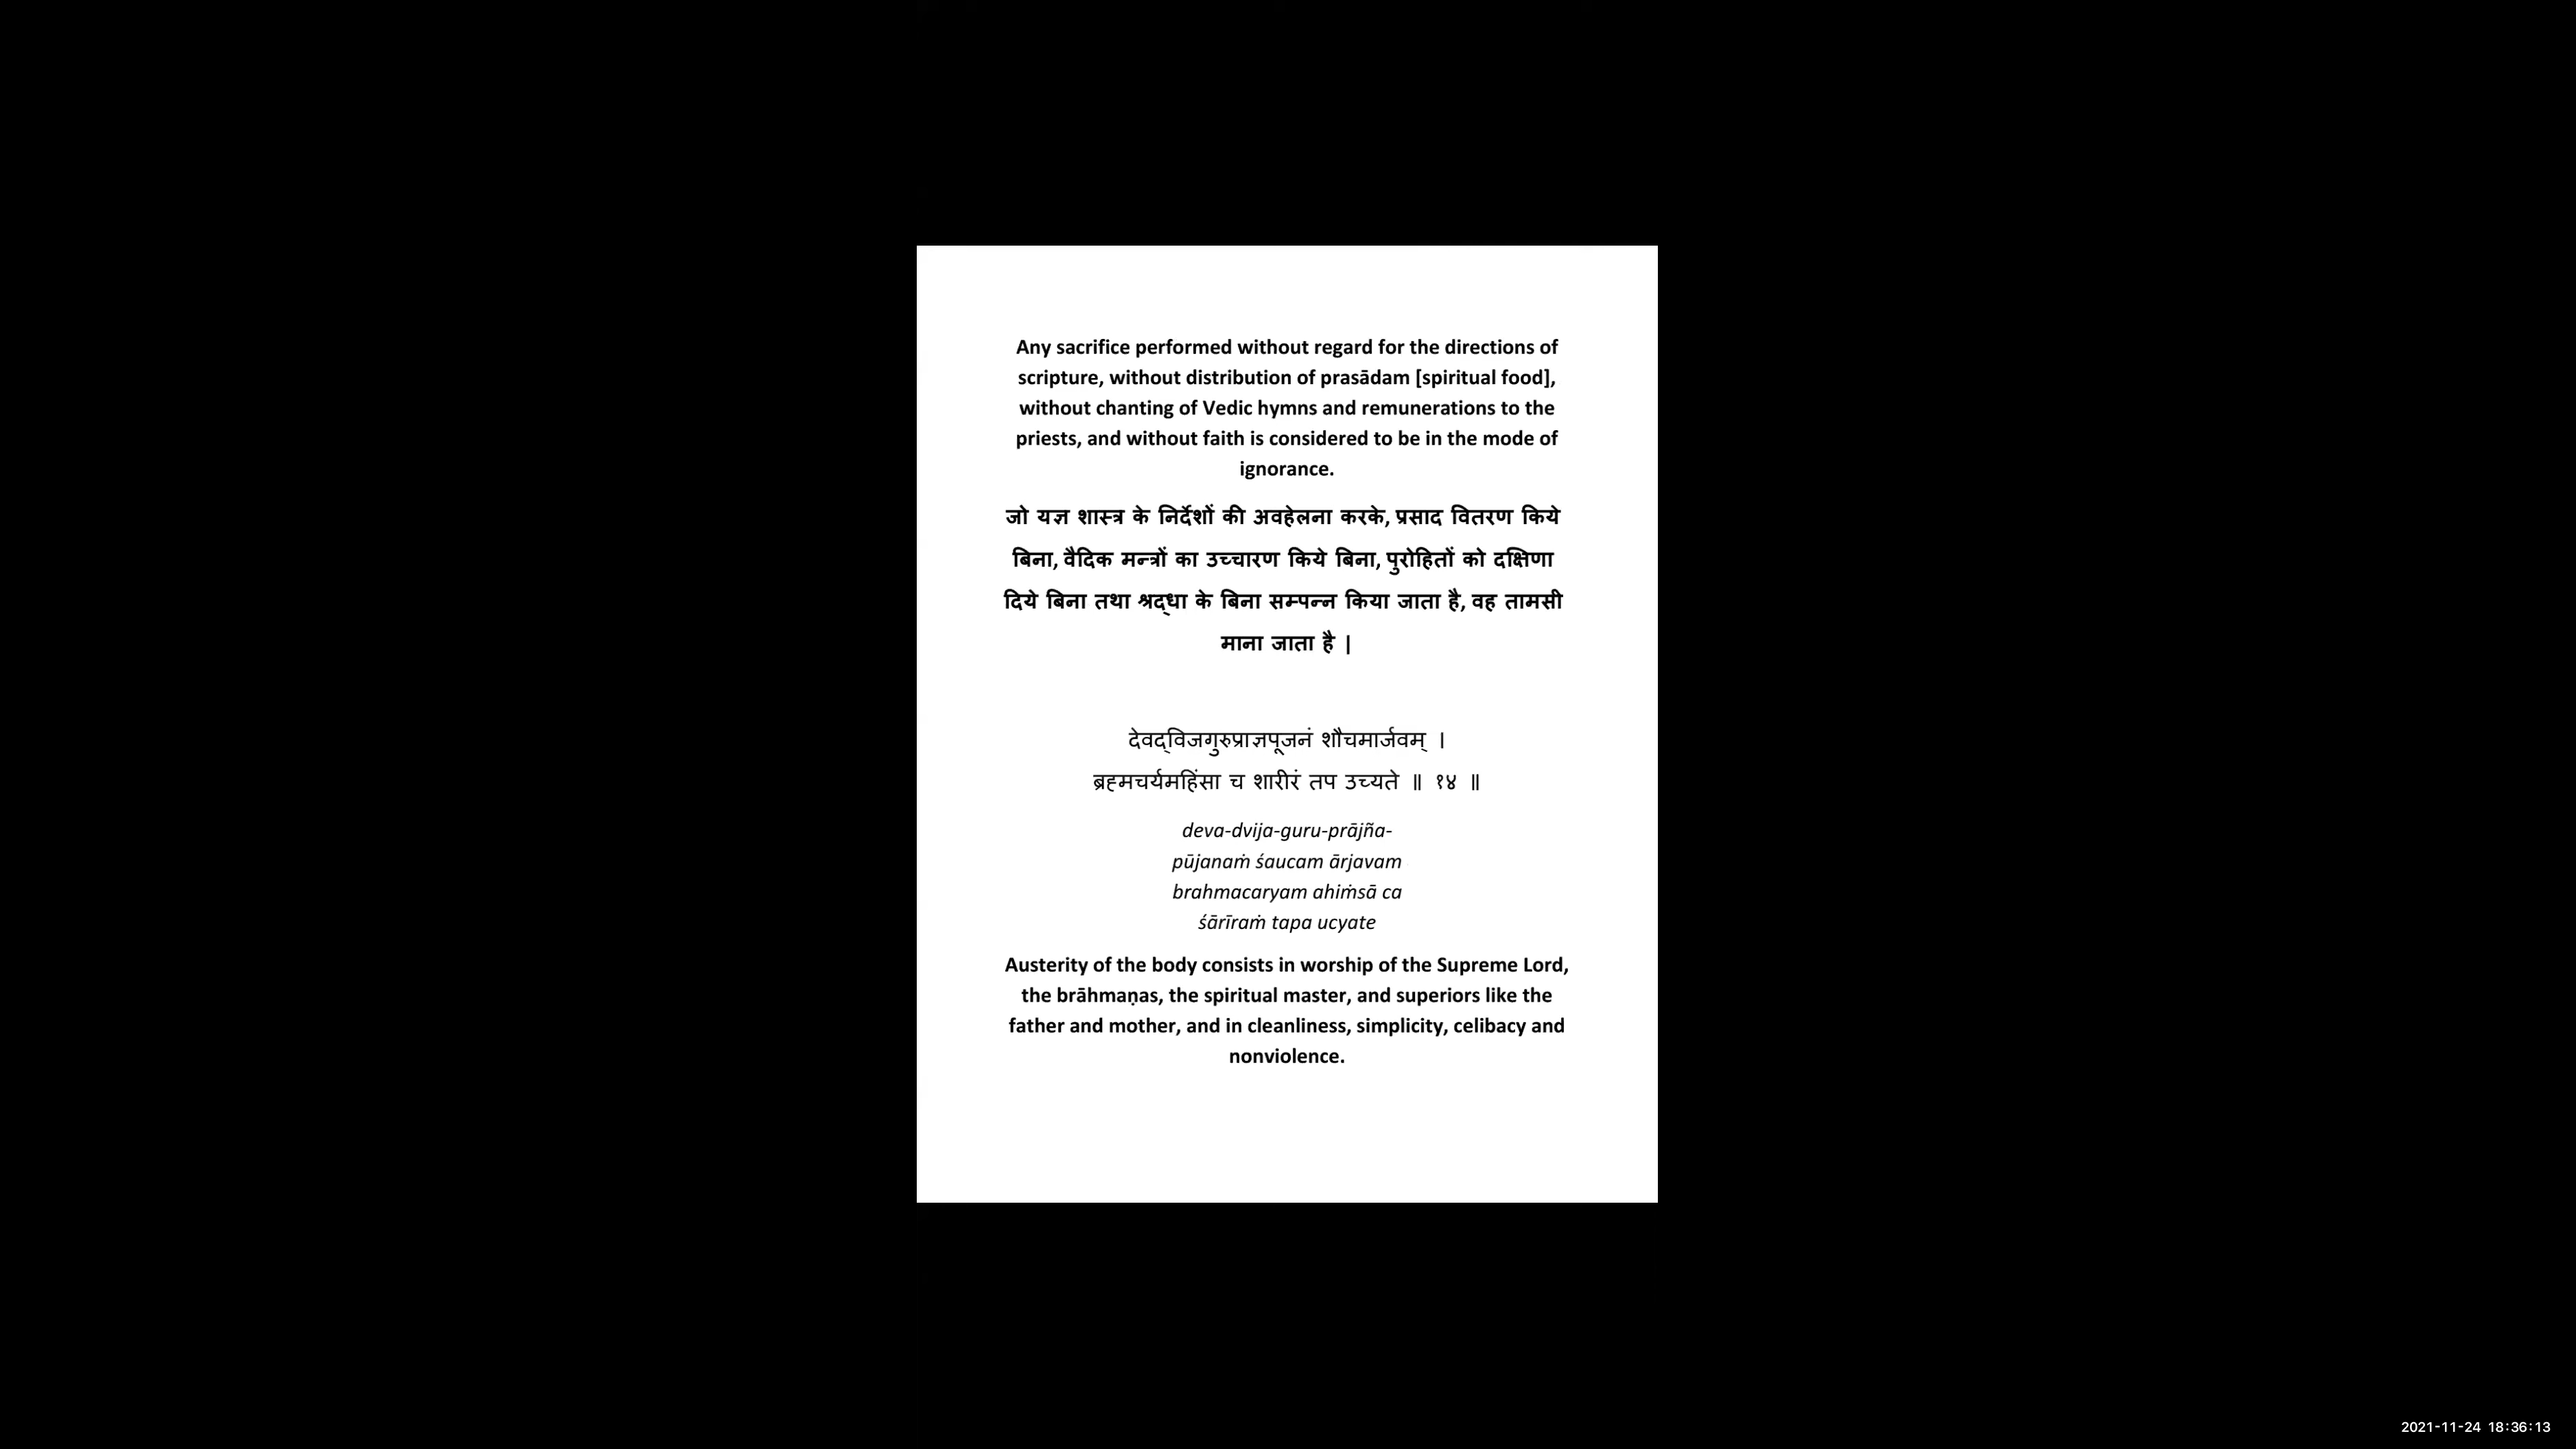 Any sacrifice performed without regard for the directions of
scripture, without distribution of prasādam [spiritual food],
without chanting of Vedic hymns and remunerations to the
priests, and without faith is considered to be in the mode of
ignorance.
जो यज्ञ शास्त्र के निर्देशों की अवहेलना करके, प्रसाद वितरण किये
बिना, वैदिक मन्त्रों का उच्चारण किये बिना, पुरोहितों को दक्षिणा
दिये बिना तथा श्रद्धा के बिना सम्पन्न किया जाता है, वह तामसी
माना जाता है |
देवद्विजगुरुप्राज्ञपूजनं शौचमार्जवम् ।
ब्रह्मचर्यमहिंसा च शारीरं तप उच्यते ॥ १४ ॥
deva-dvija-guru-prājña-
pūjanaṁ śaucam ārjavam
brahmacaryam ahiṁsā ca
śārīraṁ tapa ucyate
Austerity of the body consists in worship of the Supreme Lord,
the brāhmaṇas, the spiritual master, and superiors like the
father and mother, and in cleanliness, simplicity, celibacy and
nonviolence.
2021-11-24 18:36:13